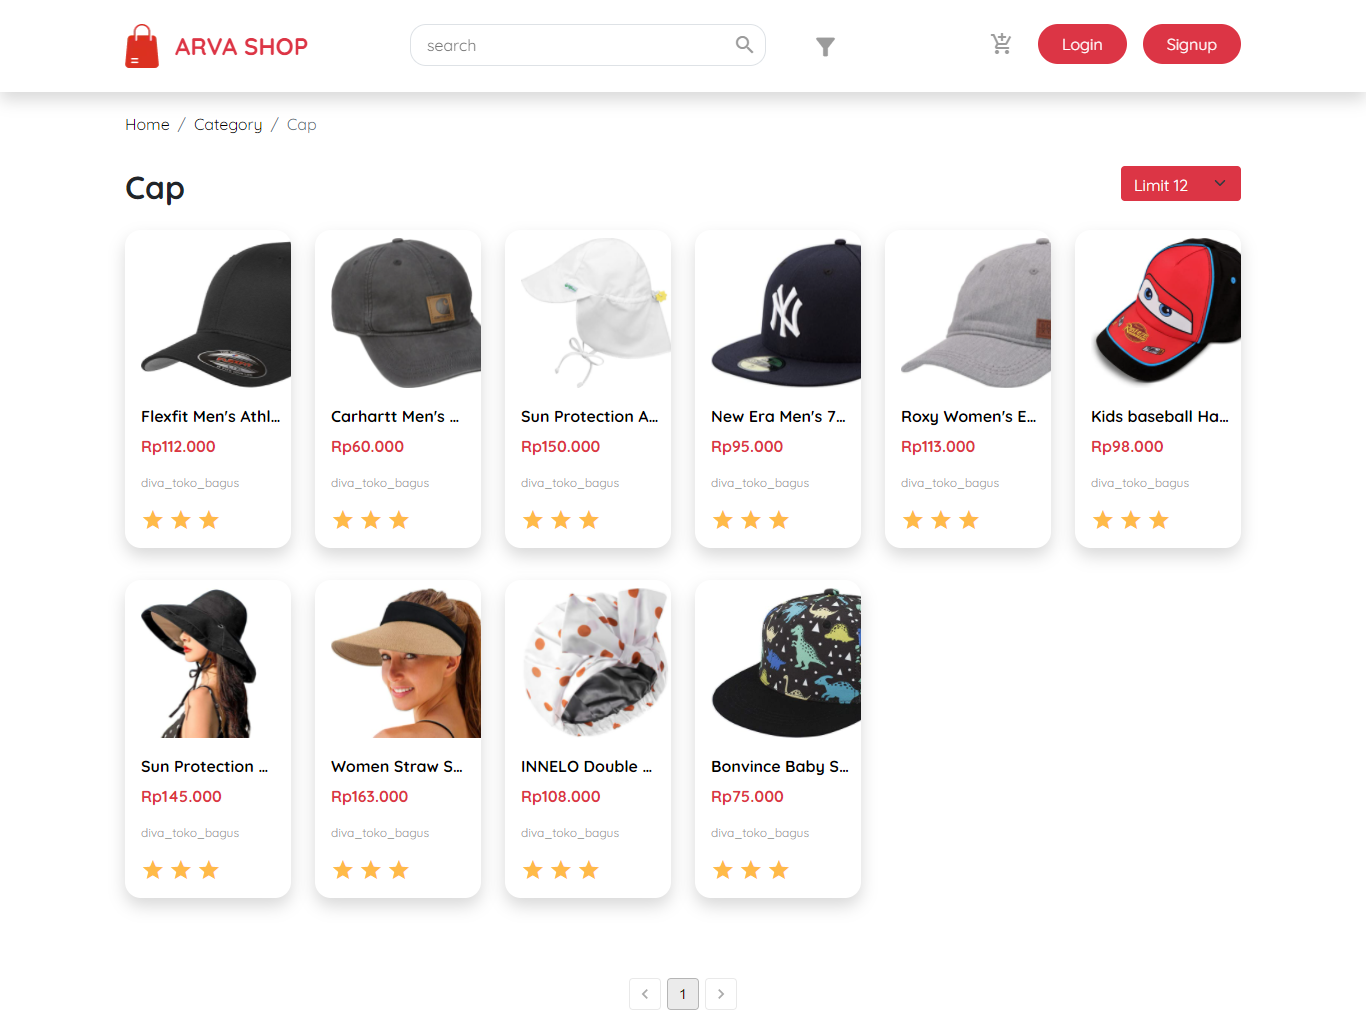 ARVA SHOP
search
Login
Signup
Home / Category / Cap
Cap
Limit 12
Flexfit Men's Athl...
Rp112.000
diva_toko_bagus
Carhartt Men's ...
Rp60.000
diva_toko_bagus
Sun Protection A...
Rp150.000
diva_toko_bagus
NY
New Era Men's 7...
Rp95.000
diva_toko_bagus
Roxy Women's E...
Rp113.000
diva_toko_bagus
Kids baseball Ha...
Rp98.000
diva_toko_bagus
Sun Protection ...
Rp145.000
diva_toko_bagus
Women Straw S...
Rp163.000
diva_toko_bagus
INNELO Double ...
Rp108.000
diva_toko_bagus
Bonvince Baby S...
Rp75.000
diva_toko_bagus
1